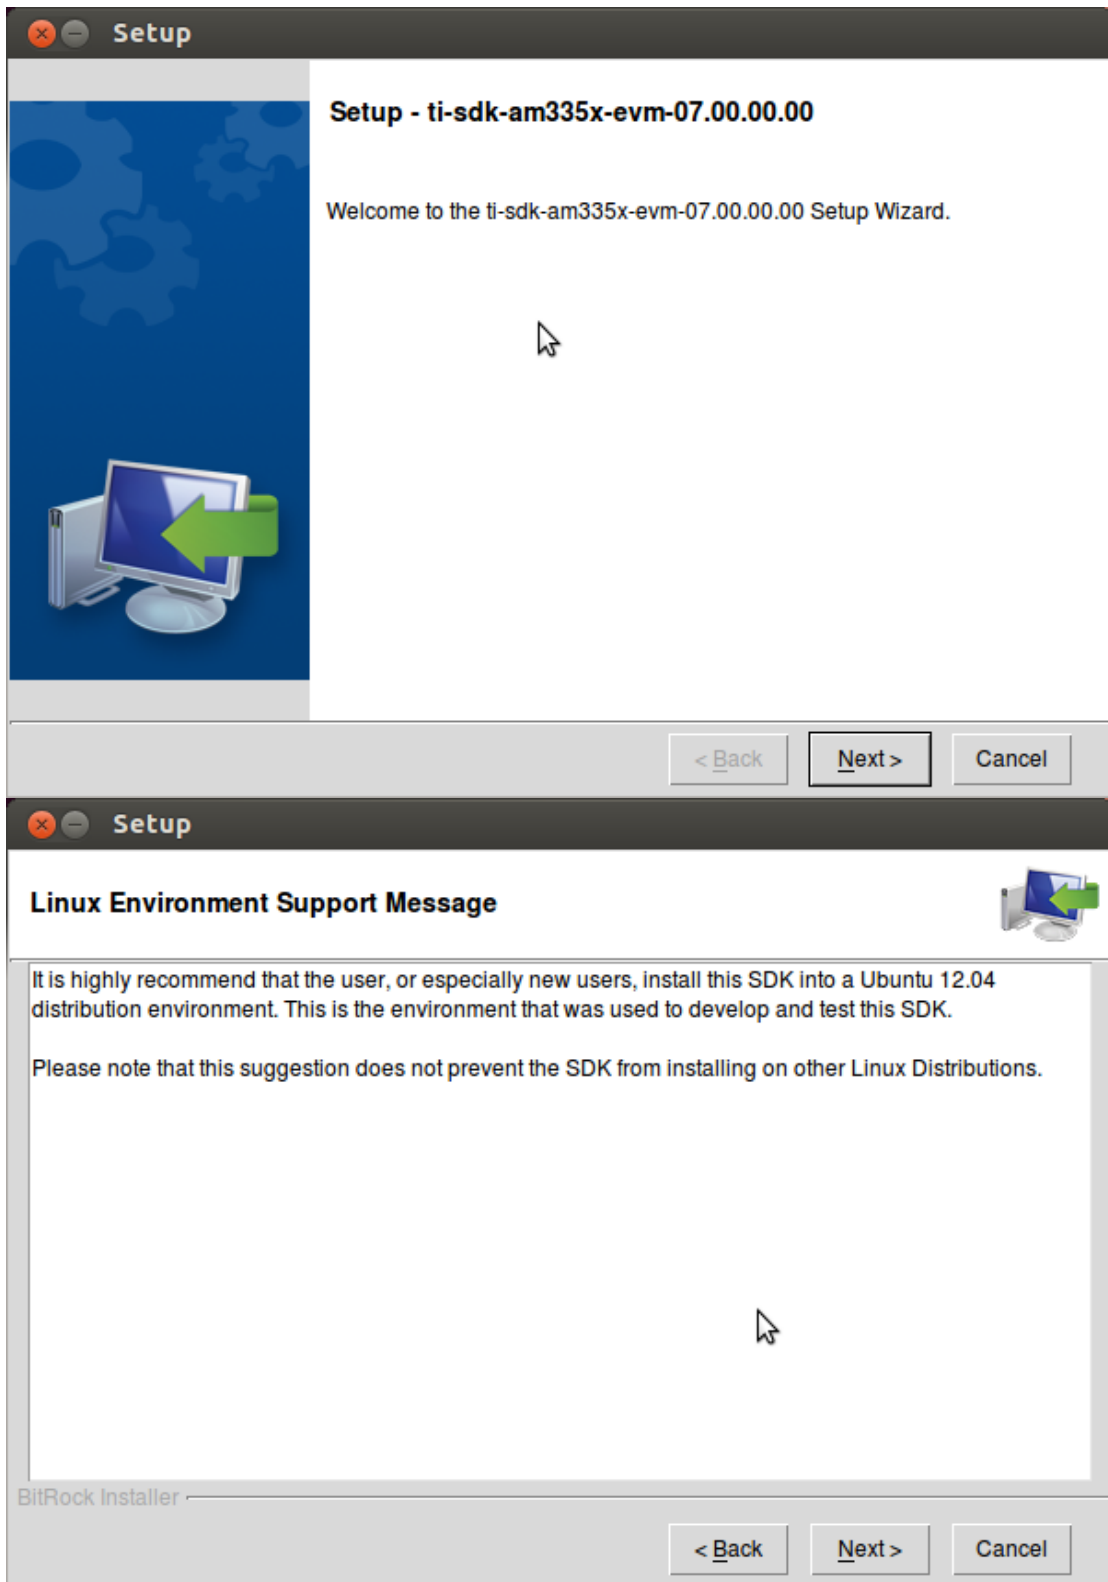 Setup
Setup - ti-sdk-am335x-evm-07.00.00.00
Welcome to the ti-sdk-am335x-evm-07.00.00.00 Setup Wizard.
< Back
Next >
Cancel
Setup
Linux Environment Support Message
It is highly recommend that the user, or especially new users, install this SDK into a Ubuntu 12.04
distribution environment. This is the environment that was used to develop and test this SDK.
Please note that this suggestion does not prevent the SDK from installing on other Linux Distributions.
BitRock Installer
< Back
Next >
Cancel